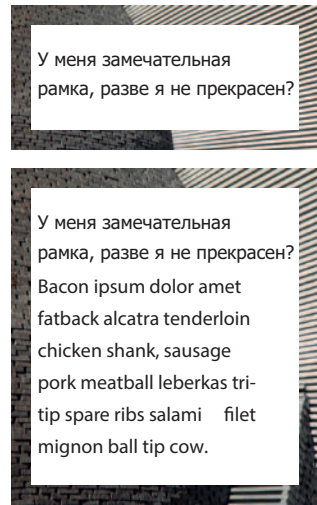 У меня замечательная
рамка, разве я не прекрасен?
У меня замечательная
рамка, разве я не прекрасен?
Bacon ipsum dolor amet
fatback alcatra tenderloin
chicken shank, sausage
pork meatball leberkas tri-
tip spare ribs salami filet
mignon ball tip cow.